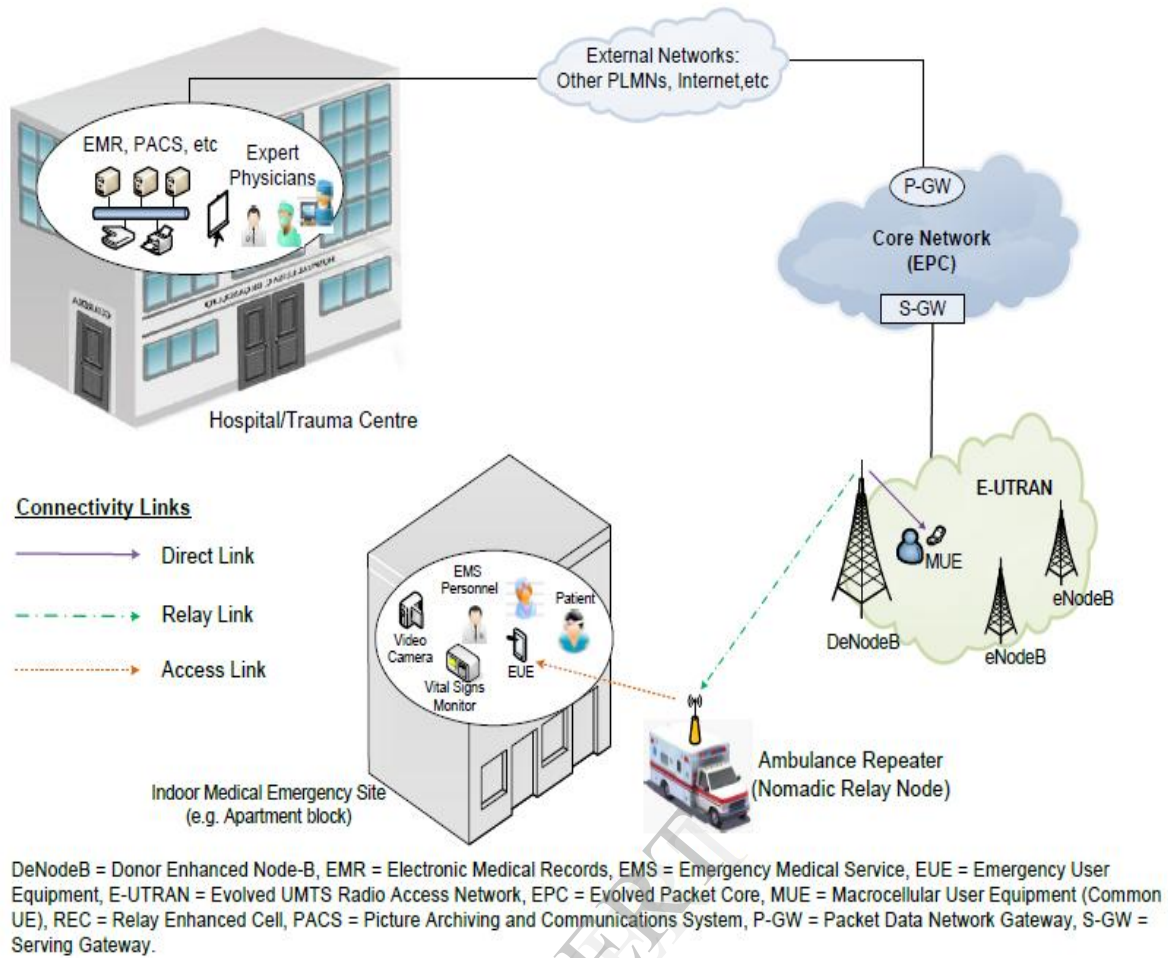 External Networks:
Other PLMNs, Internet,etc
EMR, PACS, etc
Expert
Physicians
P-GW
Core Network
(EPC)
S-GW
Hospital/Trauma Centre
E-UTRAN
MUE
eNodeB
DeNodeB
eNodeB
Connectivity Links
Direct Link
Relay Link
Access Link
EMS
Personnel
Patient
Video
Camera
EUE
Vital Signs
Monitor
Ambulance Repeater
(Nomadic Relay Node)
Indoor Medical Emergency Site
(e.g. Apartment block)
DeNodeB = Donor Enhanced Node-B, EMR = Electronic Medical Records, EMS = Emergency Medical Service, EUE = Emergency User
Equipment, E-UTRAN = Evolved UMTS Radio Access Network, EPC = Evolved Packet Core, MUE = Macrocellular User Equipment (Common
UE), REC = Relay Enhanced Cell, PACS = Picture Archiving and Communications System, P-GW = Packet Data Network Gateway, S-GW =
Serving Gateway.